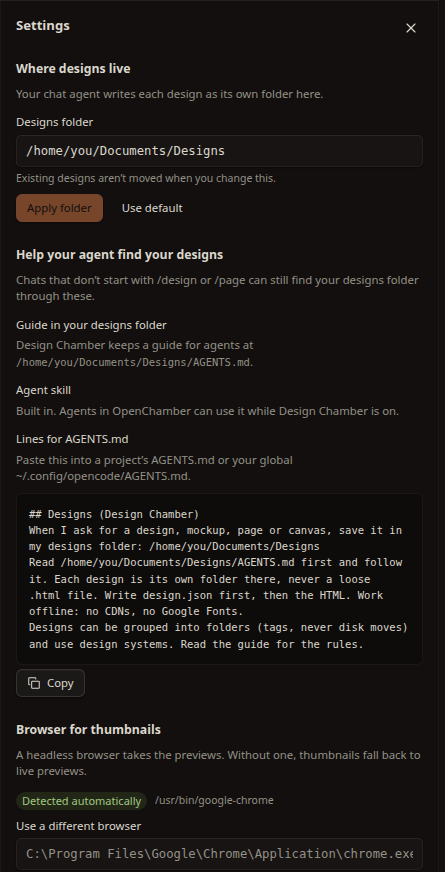 Settings
Where designs live
Your chat agent writes each design as its own folder here.
Designs folder
/home/you/Documents/Designs
Existing designs aren't moved when you change this.
Apply folder
Use default
Help your agent find your designs
Chats that don't start with /design or /page can still find your designs folder
through these.
Guide in your designs folder
Design Chamber keeps a guide for agents at
/home/you/Documents/Designs/AGENTS.md.
Agent skill
Built in. Agents in OpenChamber can use it while Design Chamber is on.
Lines for AGENTS.md
Paste this into a project's AGENTS.md or your global
~/.config/opencode/AGENTS.md.
## Designs (Design Chamber)
When I ask for a design, mockup, page or canvas, save it in
my designs folder: /home/you/Documents/Designs
Read /home/you/Documents/Designs/AGENTS.md first and follow
it. Each design is its own folder there, never a loose
.html file. Write design.json first, then the HTML. Work
offline: no CDNs, no Google Fonts.
Designs can be grouped into folders (tags, never disk moves)
and use design systems. Read the guide for the rules.
Copy
Browser for thumbnails
A headless browser takes the previews. Without one, thumbnails fall back to
live previews.
Detected automatically /usr/bin/google-chrome
Use a different browser
C:\Program Files\Google\Chrome\Application\chrome.exe